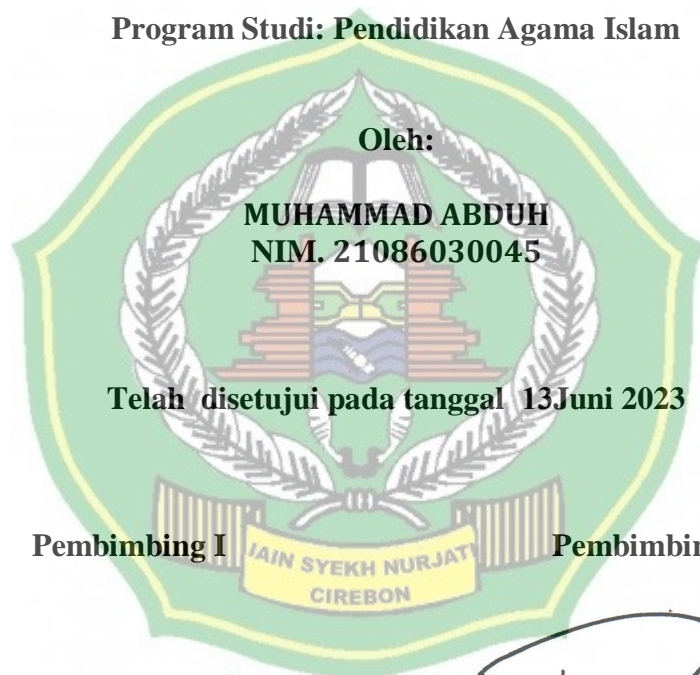 Program Studi: Pendidikan Agama Islam
Oleh:
MUHAMMAD ABDUH
NIM. 21086030045
Telah  disetujui pada tanggal  13Juni 2023
Pembimbing I
IAIN SYEKH NURJATI
CIREBON